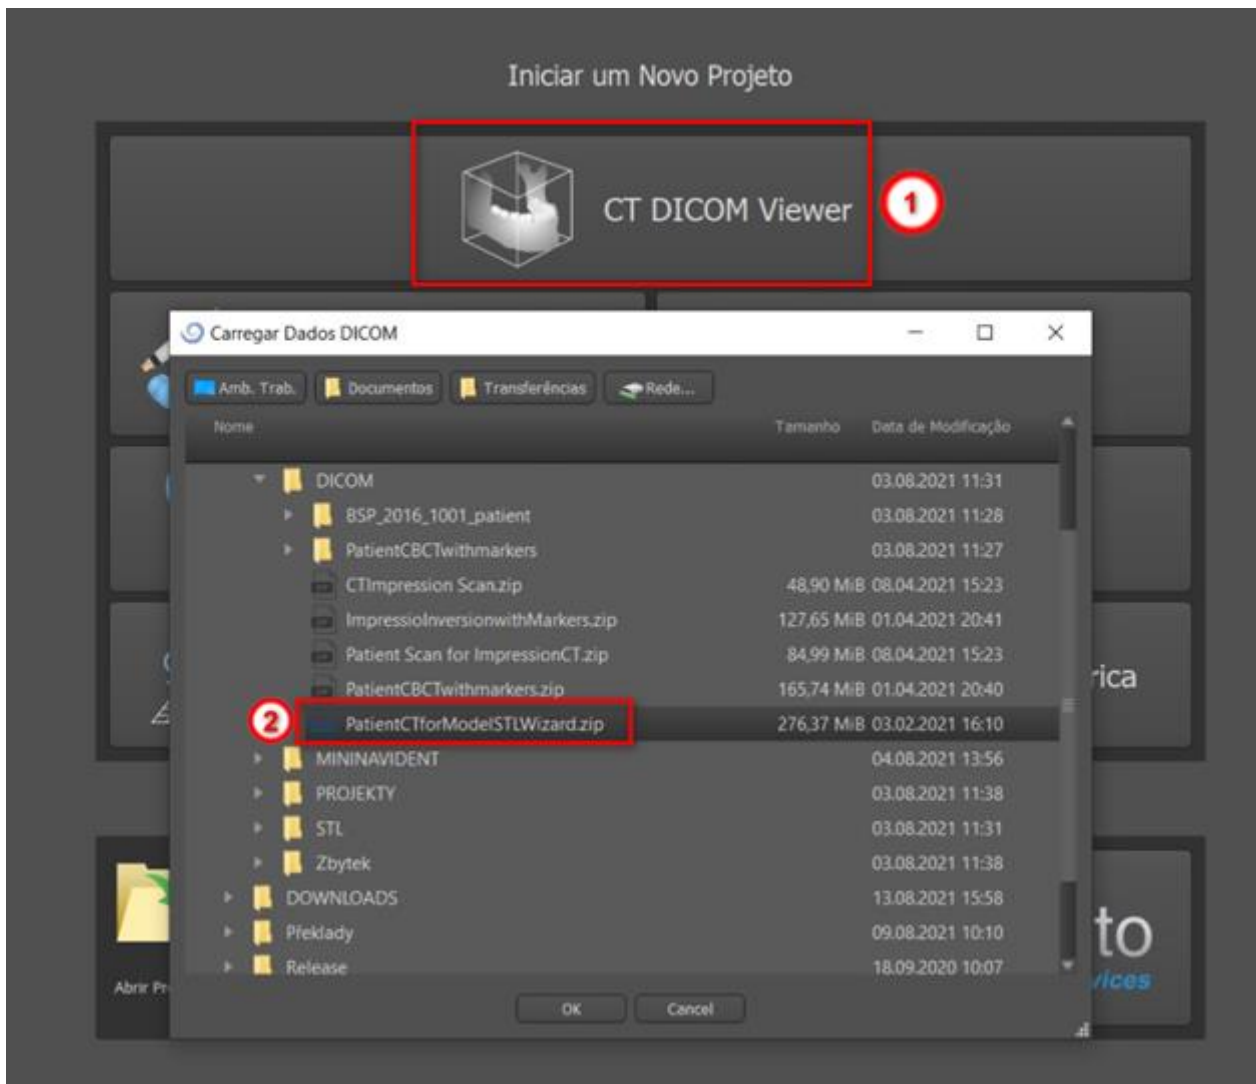 Iniciar um Novo Projeto
CT DICOM Viewer
1
Carregar Dados DICOM
Amb. Trab. Documentos Transferências Rede...
Nome Tamanho Data de Modificação
DICOM 03.08.2021 11:31
BSP_2016_1001_patient 03.08.2021 11:28
PatientCBCTwithmarkers 03.08.2021 11:27
CTImpression Scan.zip 48,90 MiB 08.04.2021 15:23
ImpressioInversionwithMarkers.zip 127,65 MiB 01.04.2021 20:41
Patient Scan for ImpressionCT.zip 84,99 MiB 08.04.2021 15:23
rica
PatientCBCTwithmarkers.zip 165,74 MiB 01.04.2021 20:40
2 PatientCTforModelSTLWizard.zip 276,37 MiB 03.02.2021 16:10
MININAVIDENT 04.08.2021 13:56
PROJEKTY 03.08.2021 11:38
STL 03.08.2021 11:31
Zbytek 03.08.2021 11:38
DOWNLOADS 13.08.2021 15:58
Překlady 09.08.2021 10:10
to
Release 18.09.2020 10:07
vices
Abrir Pr
OK Cancel